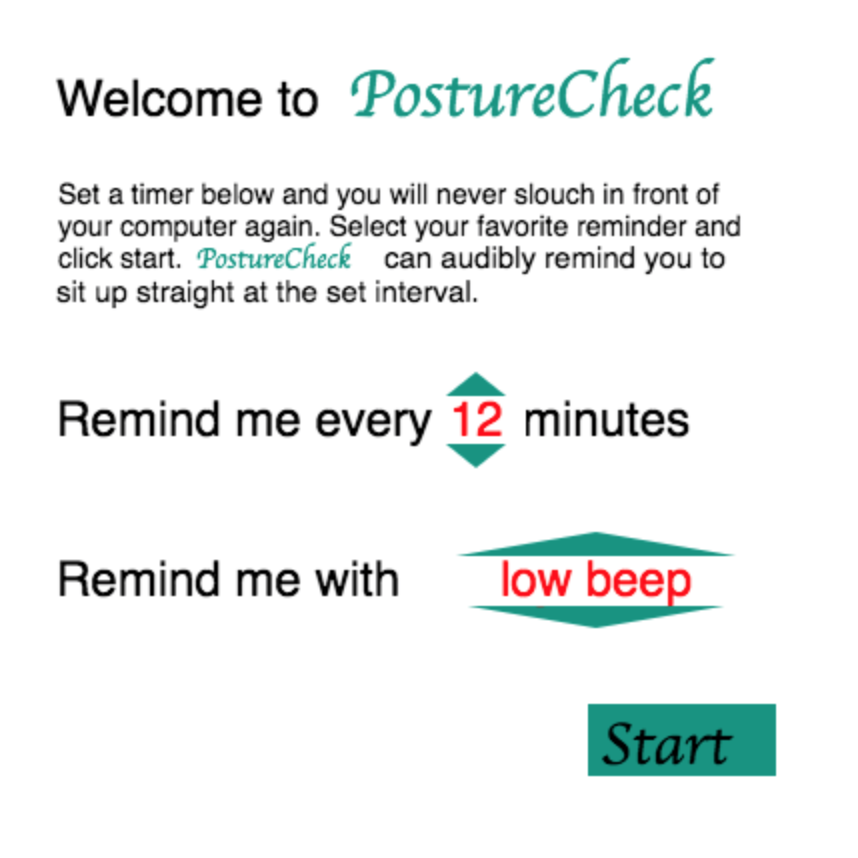 Welcome to PostureCheck
Set a timer below and you will never slouch in front of
your computer again. Select your favorite reminder and
click start. PostureCheck can audibly remind you to
sit up straight at the set interval.
Remind me every 12 minutes
Remind me with low beep
Start